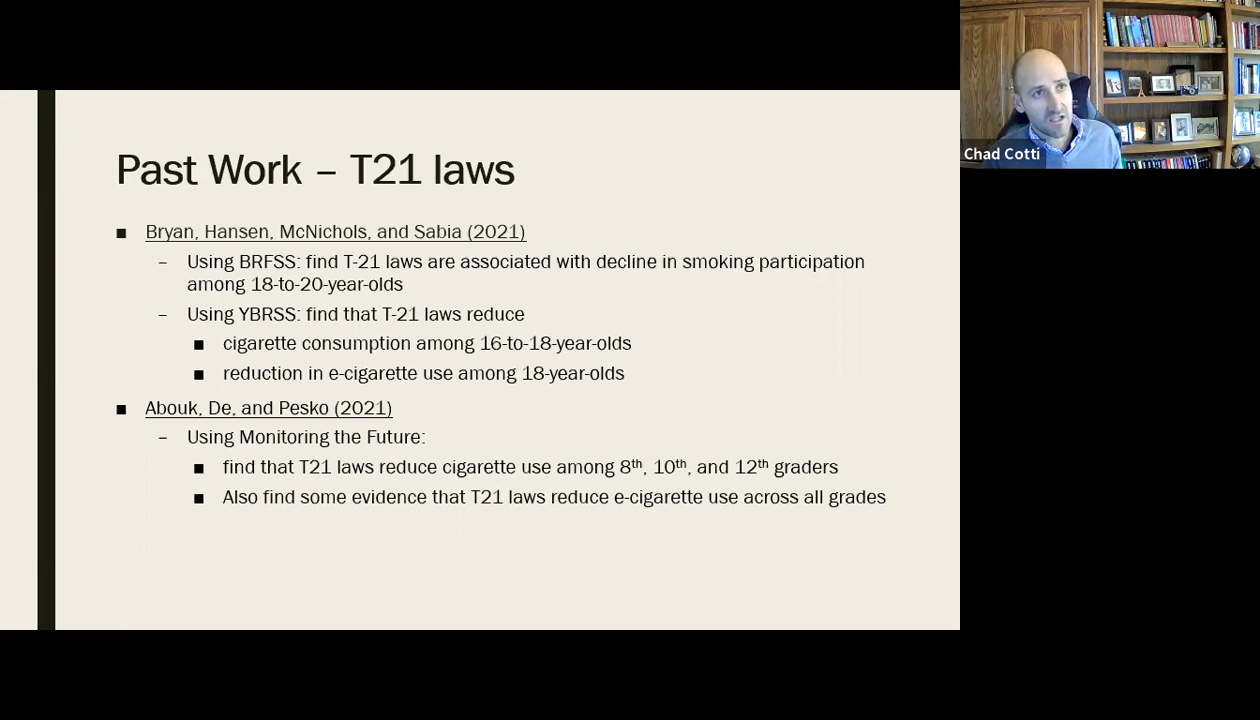 Past Work – T21 laws
■ Bryan, Hansen, McNichols, and Sabia (2021)
– Using BRFSS: find T-21 laws are associated with decline in smoking participation
among 18-to-20-year-olds
– Using YBRSS: find that T-21 laws reduce
■ cigarette consumption among 16-to-18-year-olds
■ reduction in e-cigarette use among 18-year-olds
■ Abouk, De, and Pesko (2021)
– Using Monitoring the Future:
■ find that T21 laws reduce cigarette use among 8th, 10th, and 12th graders
■ Also find some evidence that T21 laws reduce e-cigarette use across all grades
Chad Cotti